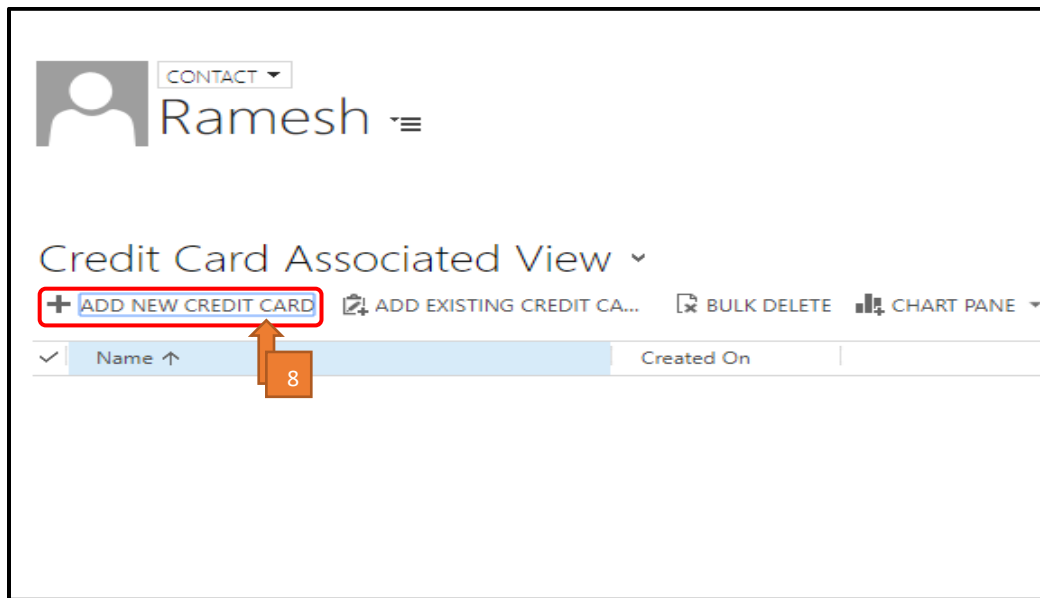 CONTACT
Ramesh
Credit Card Associated View
ADD NEW CREDIT CARD ADD EXISTING CREDIT CA... BULK DELETE CHART PANE
Name ↑ Created On
8